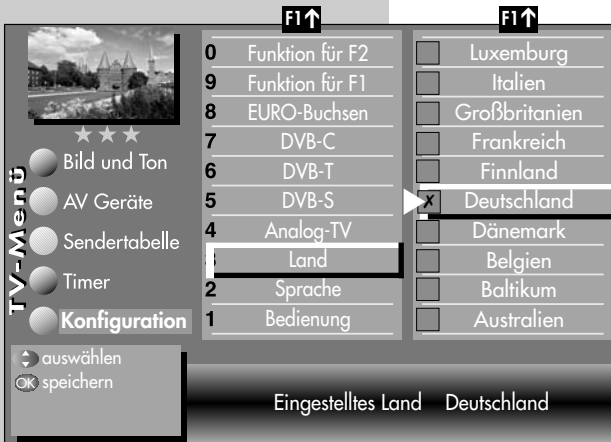 F1↑
F1↑
TV-Menü
Bild und Ton
AV Geräte
Sendertabelle
Timer
Konfiguration
0 Funktion für F2
9 Funktion für F1
8 EURO-Buchsen
7 DVB-C
6 DVB-T
5 DVB-S
4 Analog-TV
3 Land
2 Sprache
1 Bedienung
Luxemburg
Italien
Großbritanien
Frankreich
Finnland
✗ Deutschland
Dänemark
Belgien
Baltikum
Australien
auswählen
OK speichern
Eingestelltes Land Deutschland